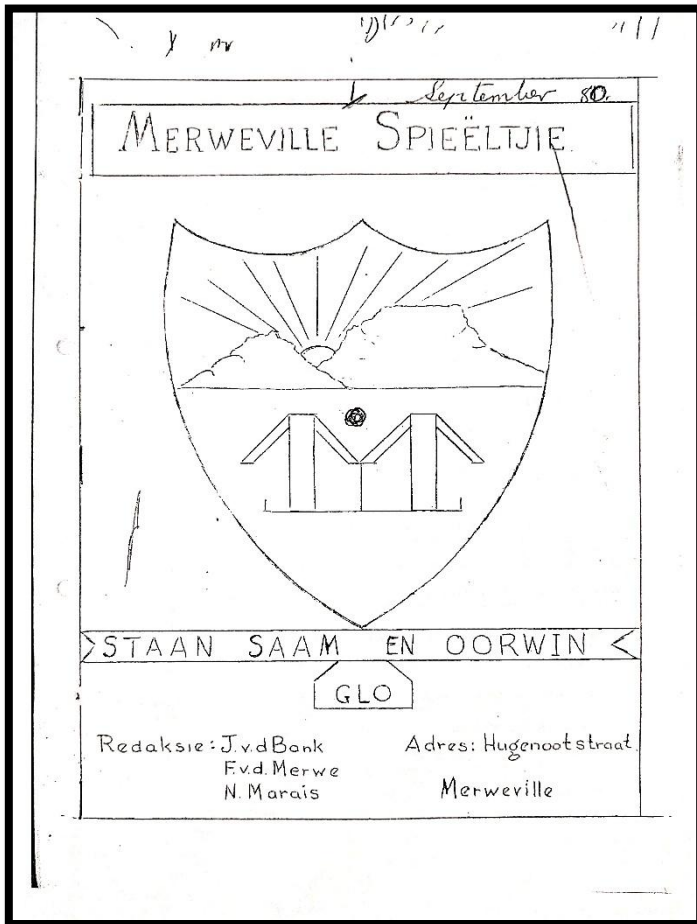 September 80.
MERWEVILLE SPIEËLTJIE.
STAAN SAAM EN OORWIN
GLO
Redaksie: J.v.d Bank
F.v.d. Merwe
N. Marais
Adres: Hugenootstraat
Merweville